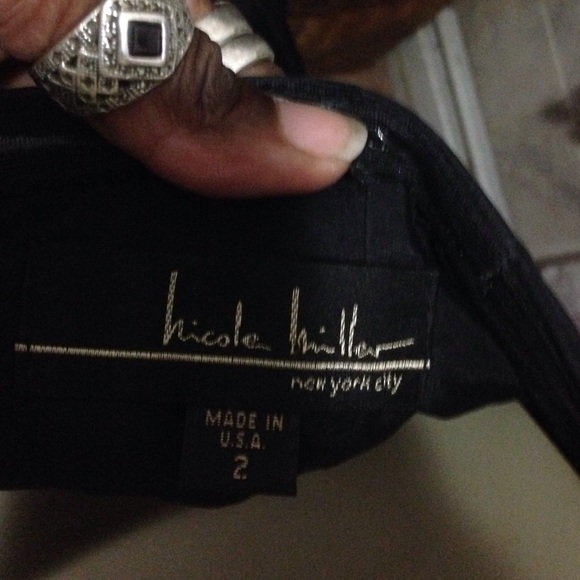 nicole miller
new york city
MADE IN
U.S.A.
2